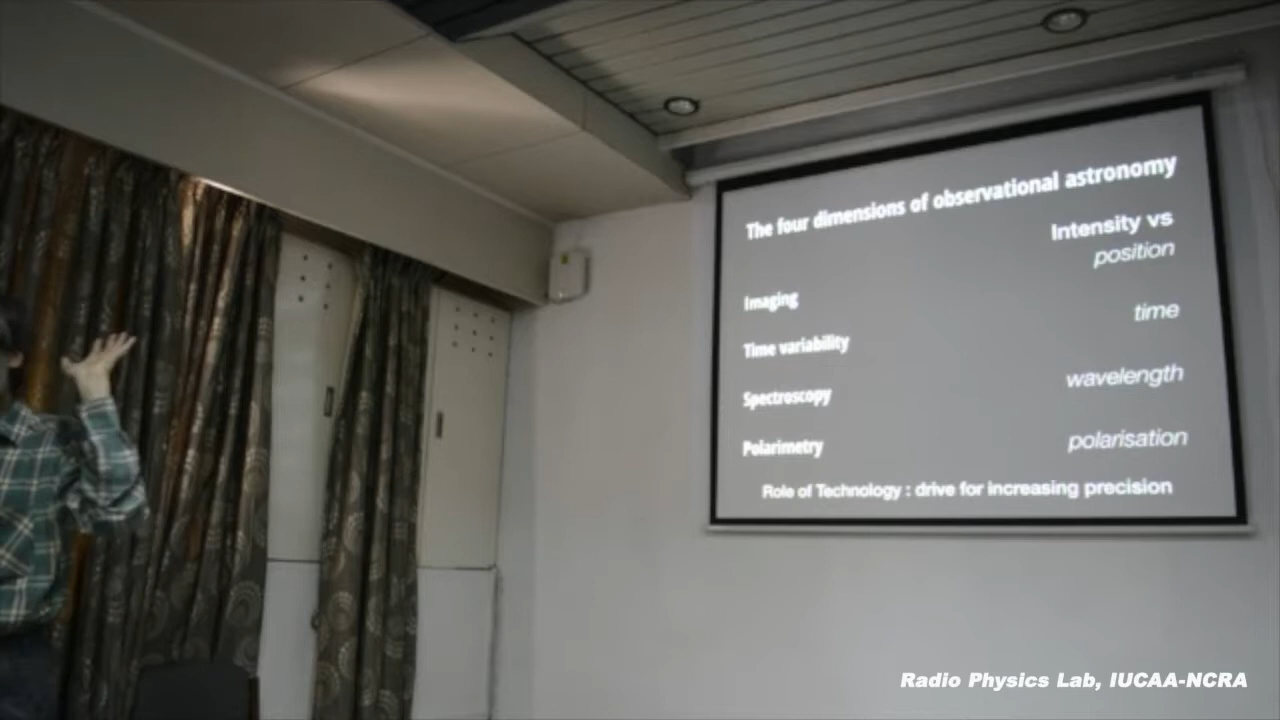 The four dimensions of observational astronomy
Intensity vs
position
Imaging
time
Time variability
wavelength
Spectroscopy
polarisation
Polarimetry
Role of Technology : drive for increasing precision
Radio Physics Lab, IUCAA-NCRA